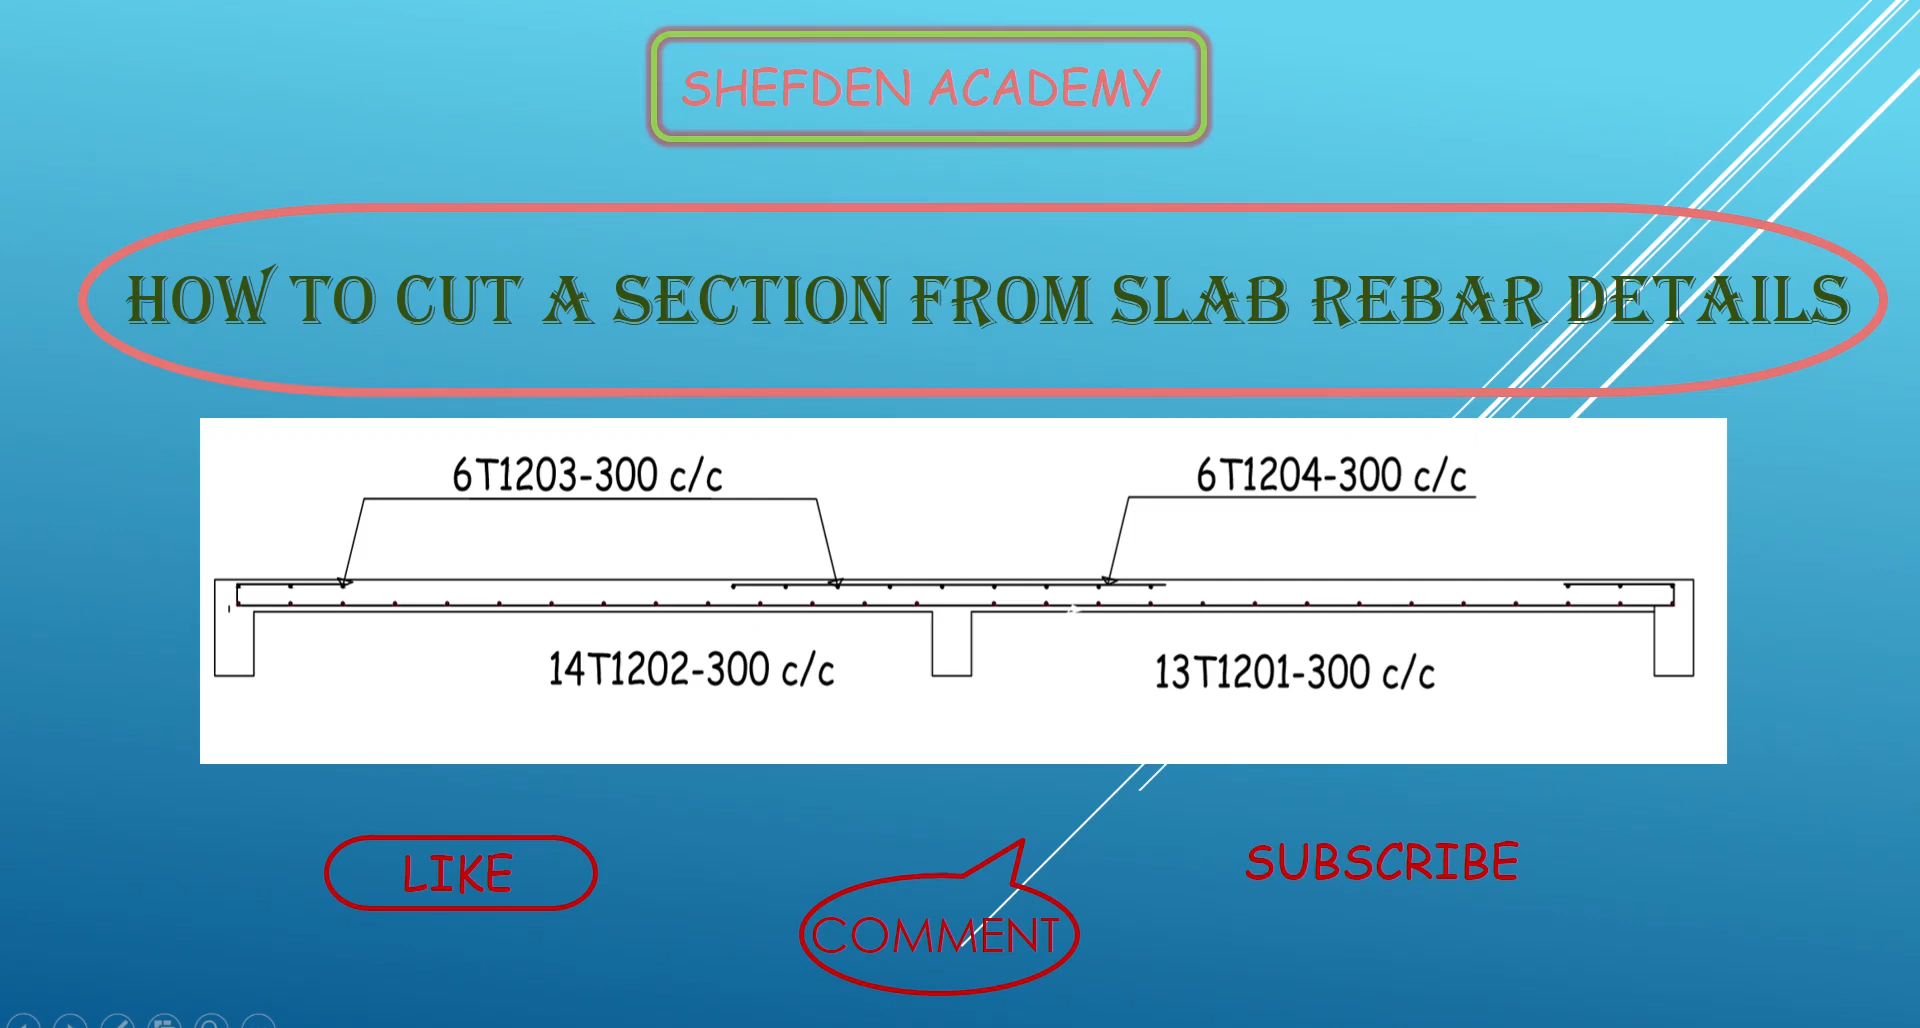 SHEFDEN ACADEMY
HOW TO CUT A SECTION FROM SLAB REBAR DETAILS
6T1203-300 c/c
6T1204-300 c/c
14T1202-300 c/c
13T1201-300 c/c
LIKE
COMMENT
SUBSCRIBE